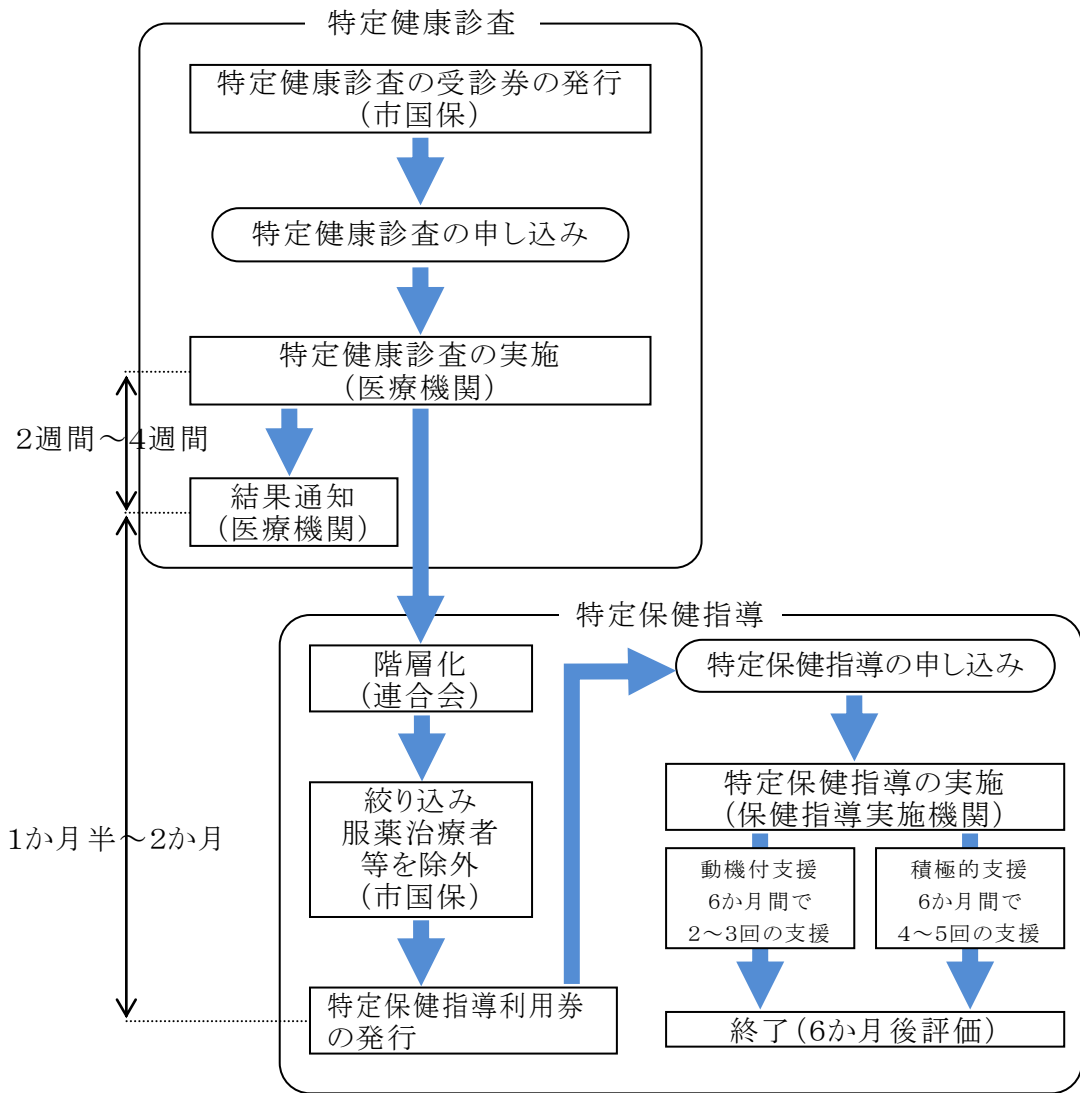 特定健康診査
特定健康診査の受診券の発行
(市国保)
特定健康診査の申し込み
特定健康診査の実施
(医療機関)
2週間～4週間
結果通知
(医療機関)
特定保健指導
階層化
(連合会)
絞り込み
服薬治療者
等を除外
(市国保)
1か月半～2か月
特定保健指導利用券
の発行
特定保健指導の申し込み
特定保健指導の実施
(保健指導実施機関)
動機付支援
6か月間で
2～3回の支援
積極的支援
6か月間で
4～5回の支援
終了(6か月後評価)